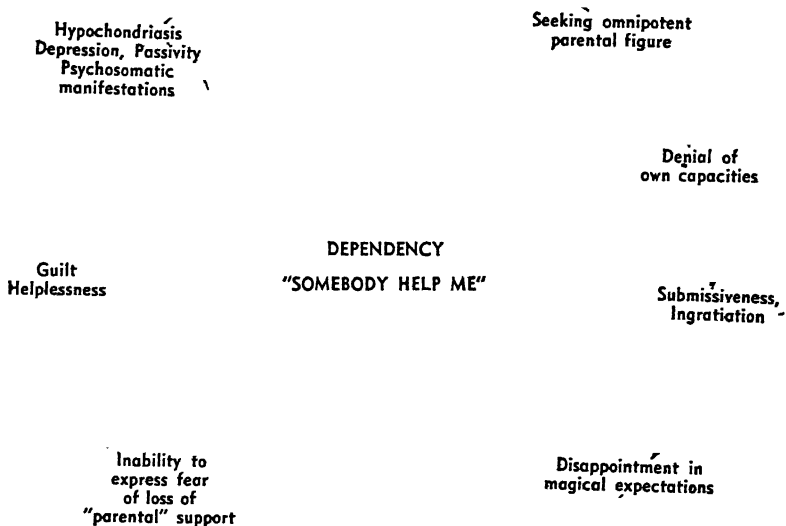 Hypochondriasis
Depression, Passivity
Psychosomatic
manifestations
Seeking omnipotent
parental figure
Denial of
own capacities
DEPENDENCY
"SOMEBODY HELP ME"
Guilt
Helplessness
Submissiveness,
Ingratiation
Inability to
express fear
of loss of
"parental" support
Disappointment in
magical expectations